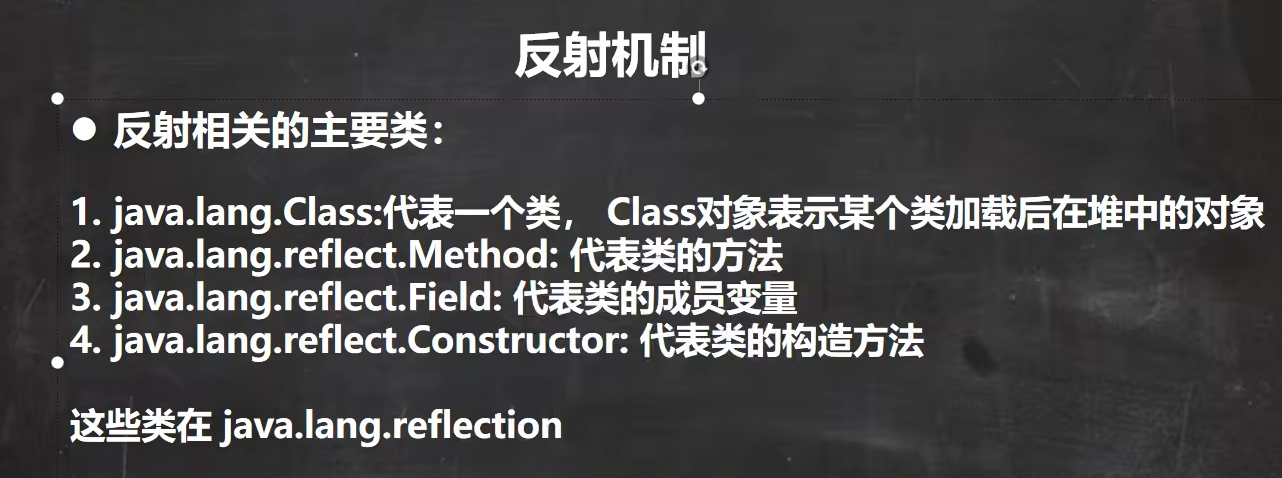 反射机制
● 反射相关的主要类：
1. java.lang.Class:代表一个类， Class对象表示某个类加载后在堆中的对象
2. java.lang.reflect.Method: 代表类的方法
3. java.lang.reflect.Field: 代表类的成员变量
4. java.lang.reflect.Constructor: 代表类的构造方法
这些类在 java.lang.reflection